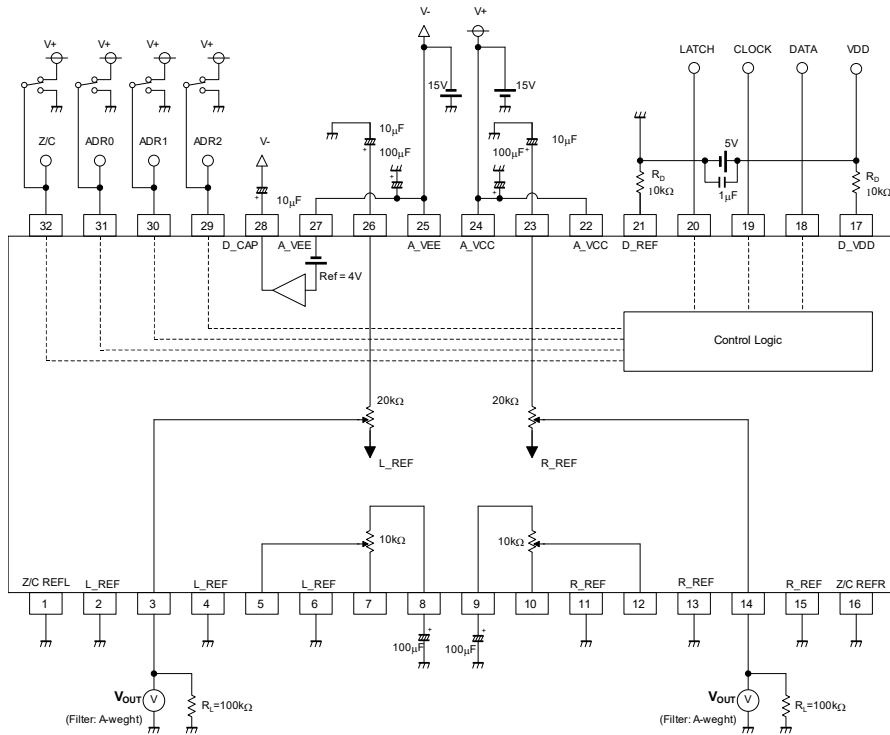 V- V+
V+ V+ V+ V+
LATCH CLOCK DATA VDD
15V 15V
10µF 10µF
Z/C ADR0 ADR1 ADR2 V- 100µF 100µF 5V
10µF RD 10kΩ 1µF RD 10kΩ
32 31 30 29 28 27 26 25 24 23 22 21 20 19 18 17
D_CAP A_VEE A_VEE A_VCC A_VCC D_REF D_VDD
Ref = 4V
Control Logic
20kΩ 20kΩ
L_REF R_REF
10kΩ 10kΩ
Z/C REFL L_REF L_REF L_REF R_REF R_REF R_REF Z/C REFR
1 2 3 4 5 6 7 8 9 10 11 12 13 14 15 16
100µF 100µF
VOUT V RL=100kΩ VOUT V RL=100kΩ
(Filter: A-weght) (Filter: A-weght)